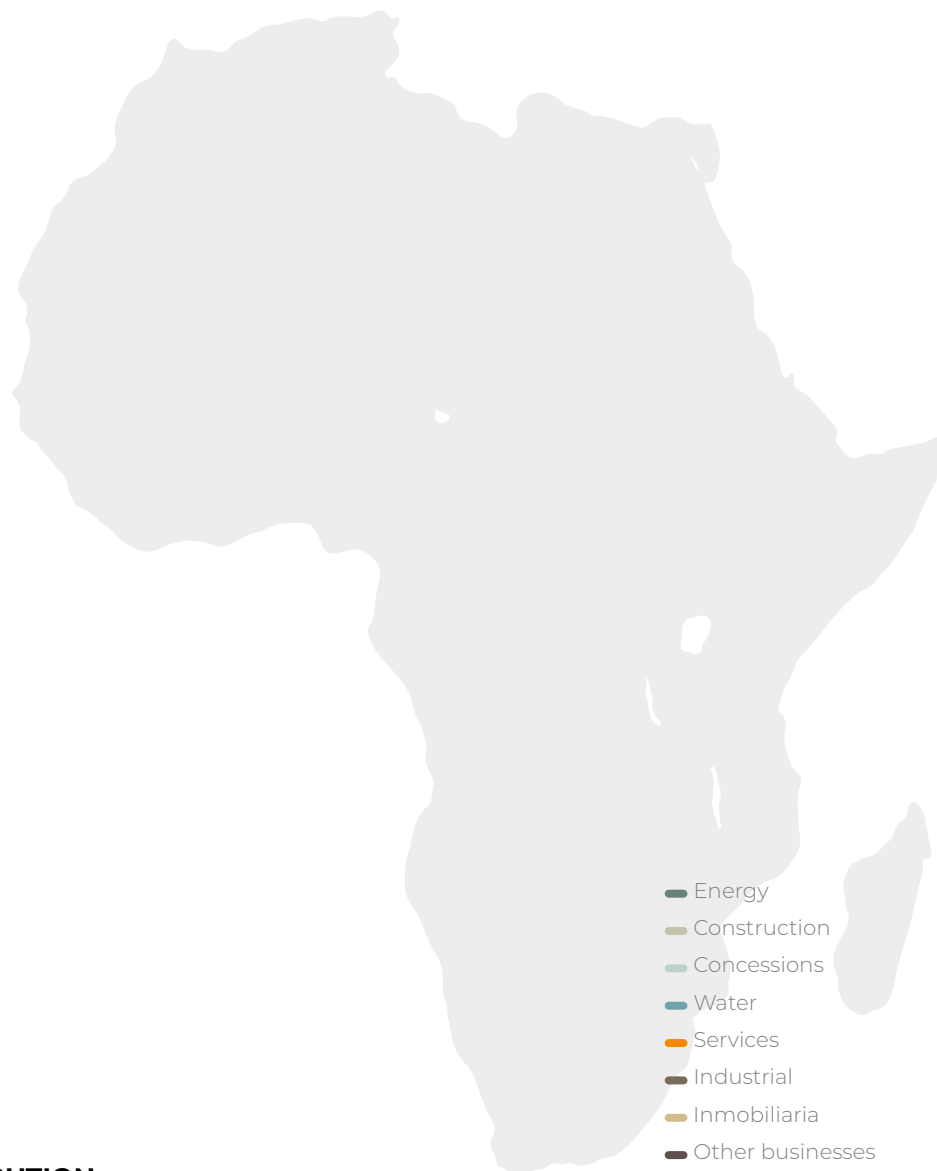 Energy
Construction
Concessions
Water
Services
Industrial
Inmobiliaria
Other businesses